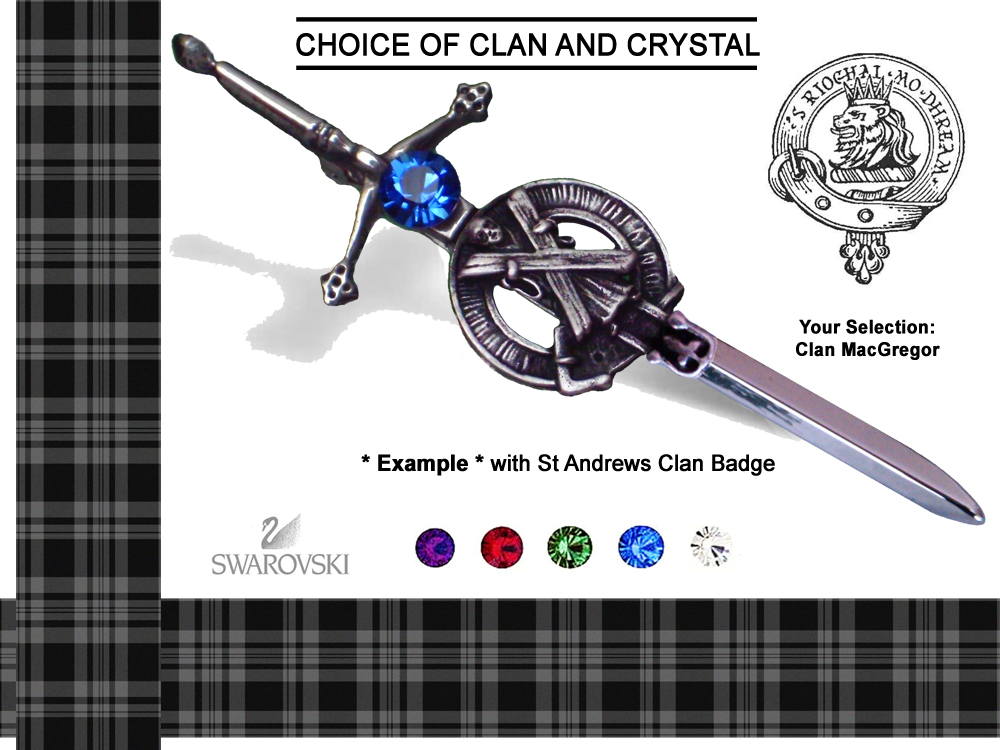 CHOICE OF CLAN AND CRYSTAL
'S RIOGHAL·MO·DHREAM·
Your Selection:
Clan MacGregor
* Example * with St Andrews Clan Badge
SWAROVSKI